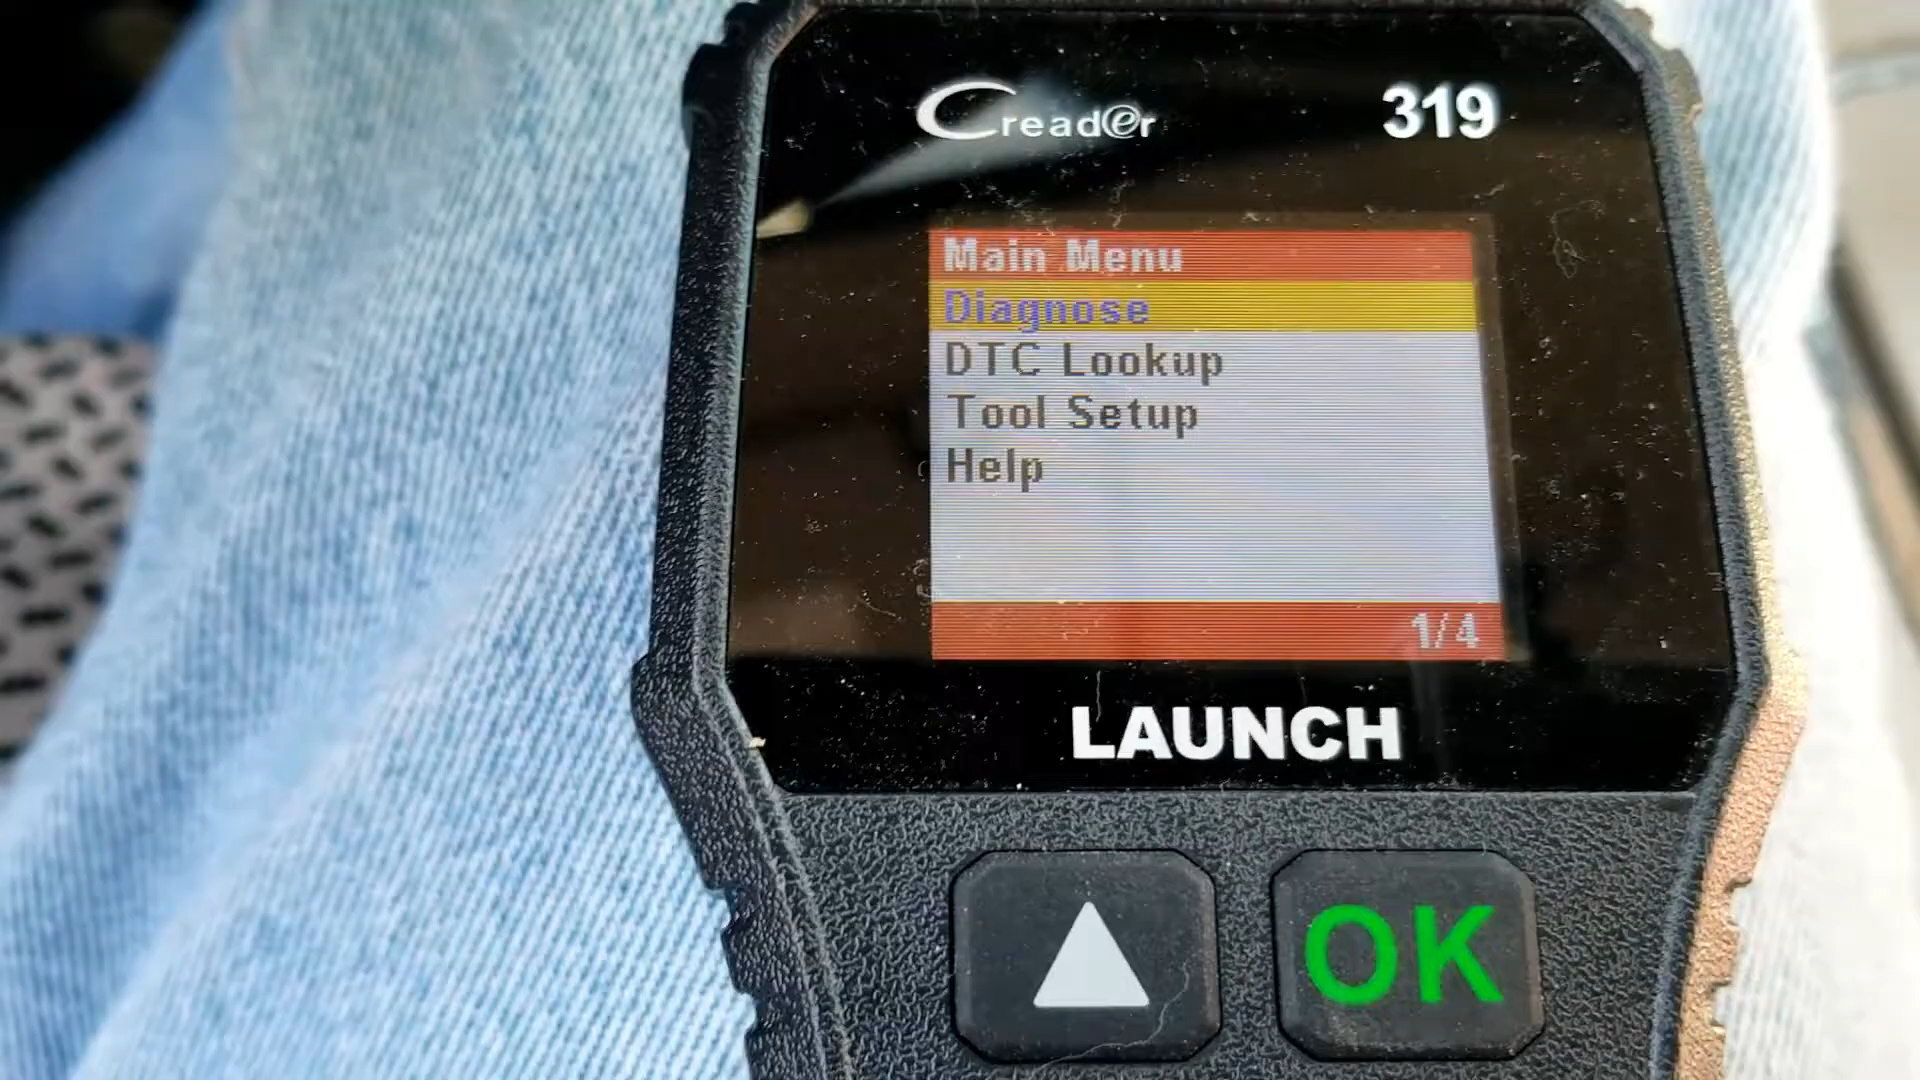 Creader 319
Main Menu
Diagnose
DTC Lookup
Tool Setup
Help
1/4
LAUNCH
OK